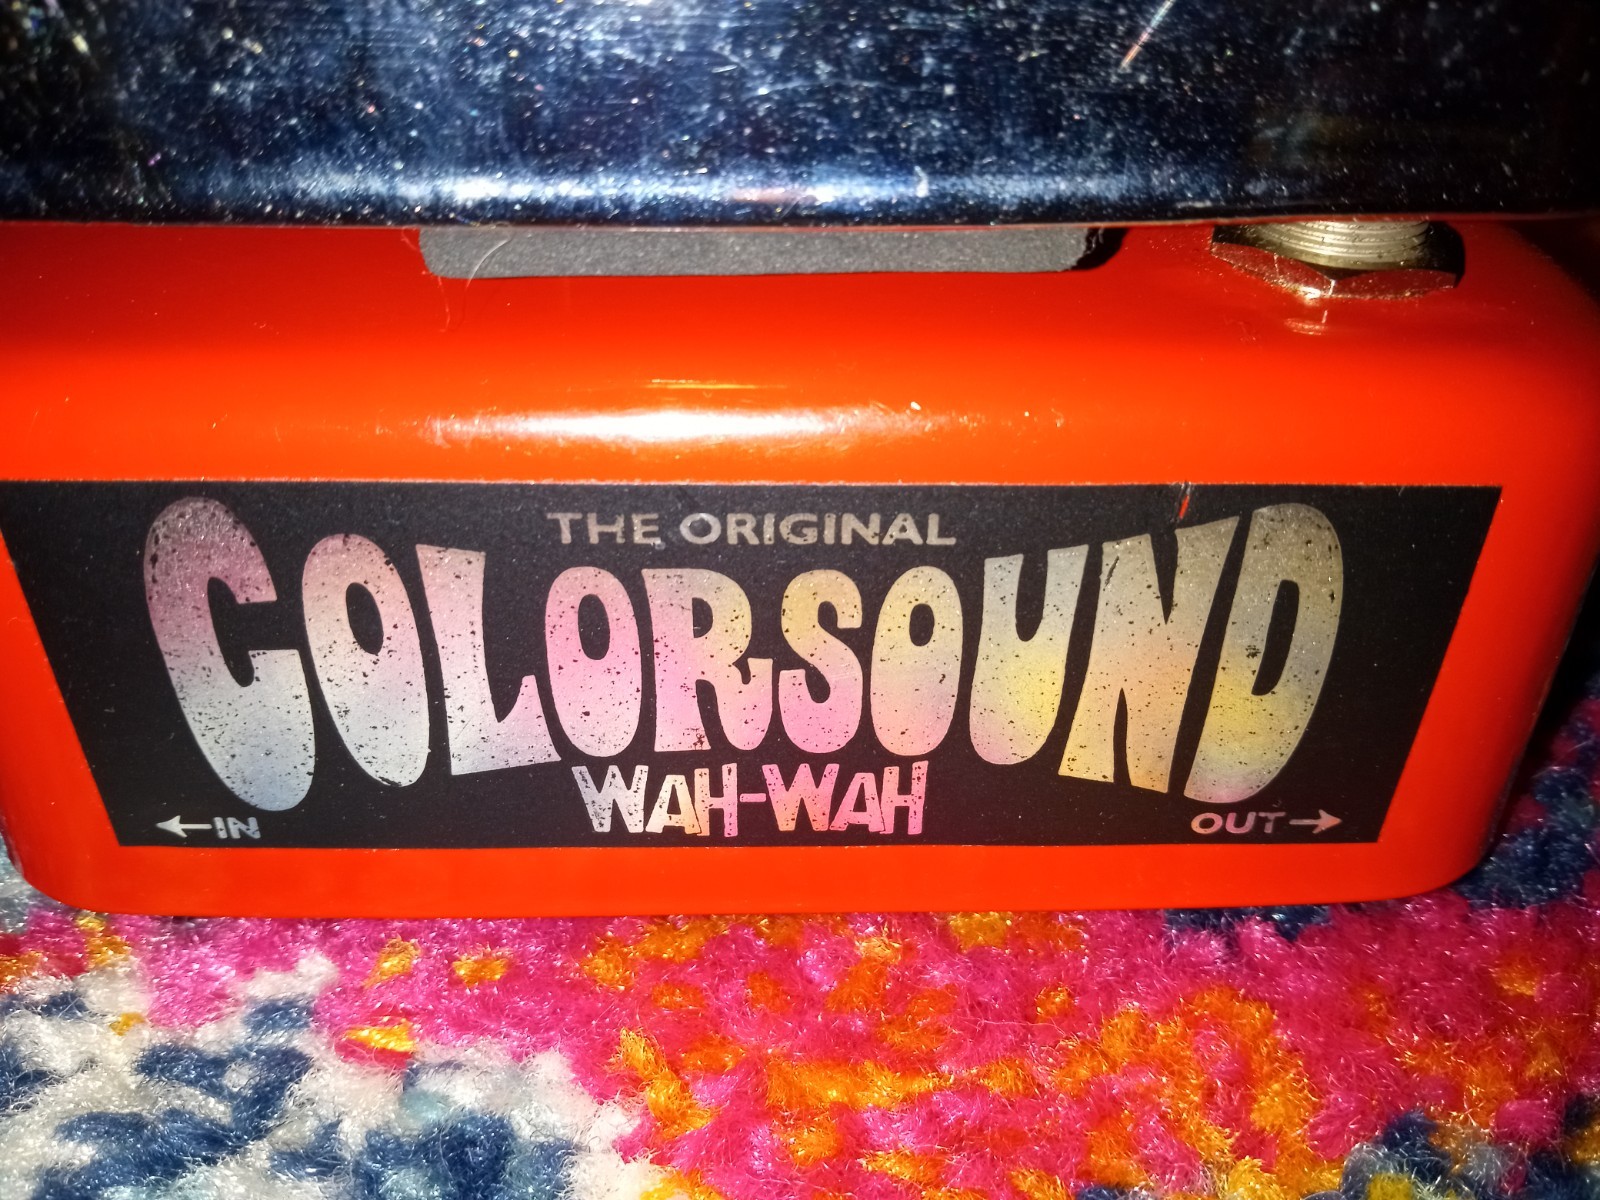 THE ORIGINAL
COLORSOUND
WAH-WAH
←IN
OUT→